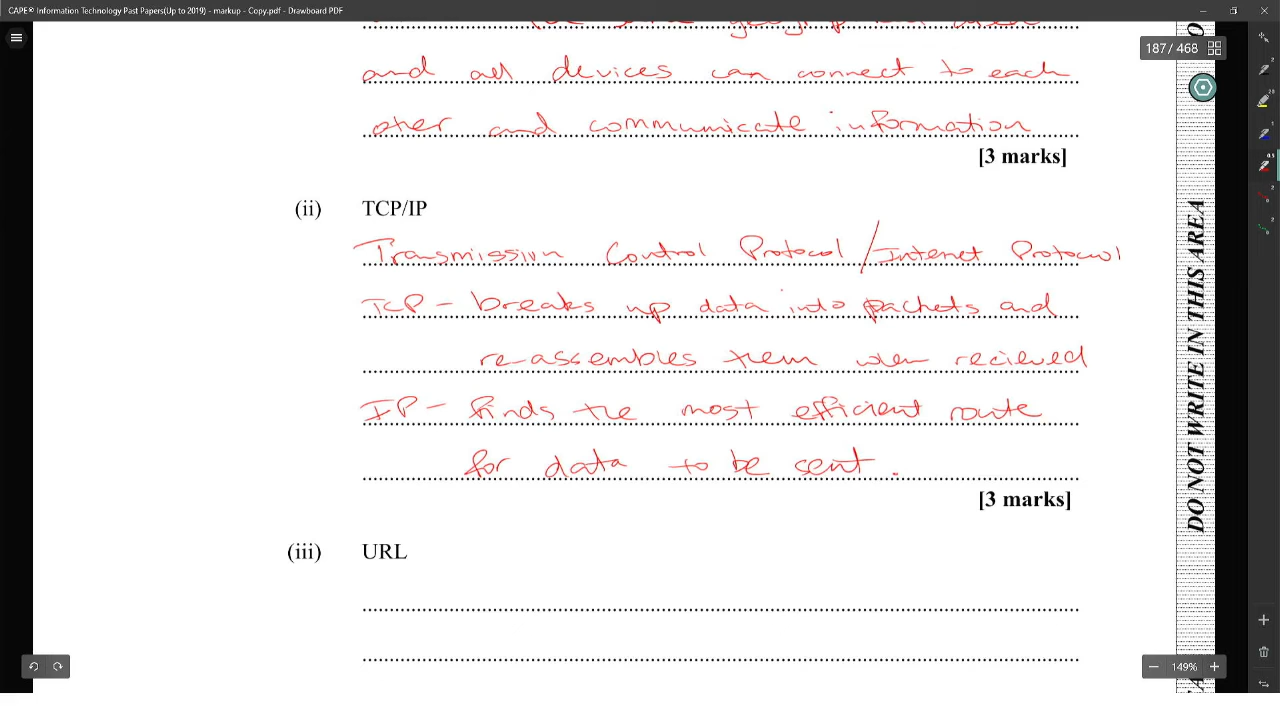 CAPE® Information Technology Past Papers(Up to 2019) - markup - Copy.pdf - Drawboard PDF
187 / 468
and all devices can connect to each
other and communicate information
[3 marks]
(ii) TCP/IP
Transmission Control Protocol / Internet Protocol
TCP - breaks up data into packets and
re-assembles them when recieved
IP - finds the most efficient route
for data to be sent.
[3 marks]
(iii) URL
DO NOT WRITE IN THIS AREA
0.5
149%